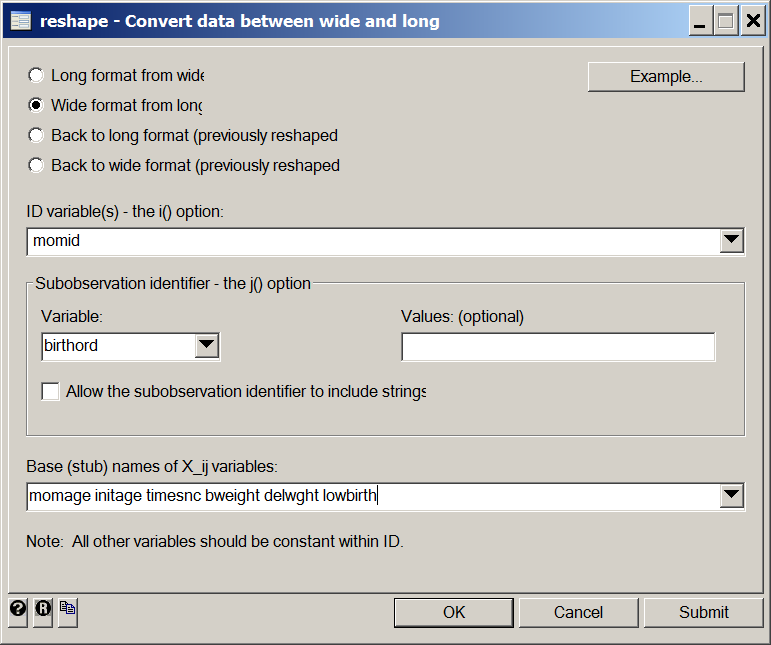 reshape - Convert data between wide and long
Long format from wide
Example...
Wide format from long
Back to long format (previously reshaped
Back to wide format (previously reshaped
ID variable(s) - the i() option:
momid
Subobservation identifier - the j() option
Variable:
Values: (optional)
birthord
Allow the subobservation identifier to include strings
Base (stub) names of X_ij variables:
momage initage timesnc bweight delwght lowbirth
Note: All other variables should be constant within ID.
? R
OK
Cancel
Submit